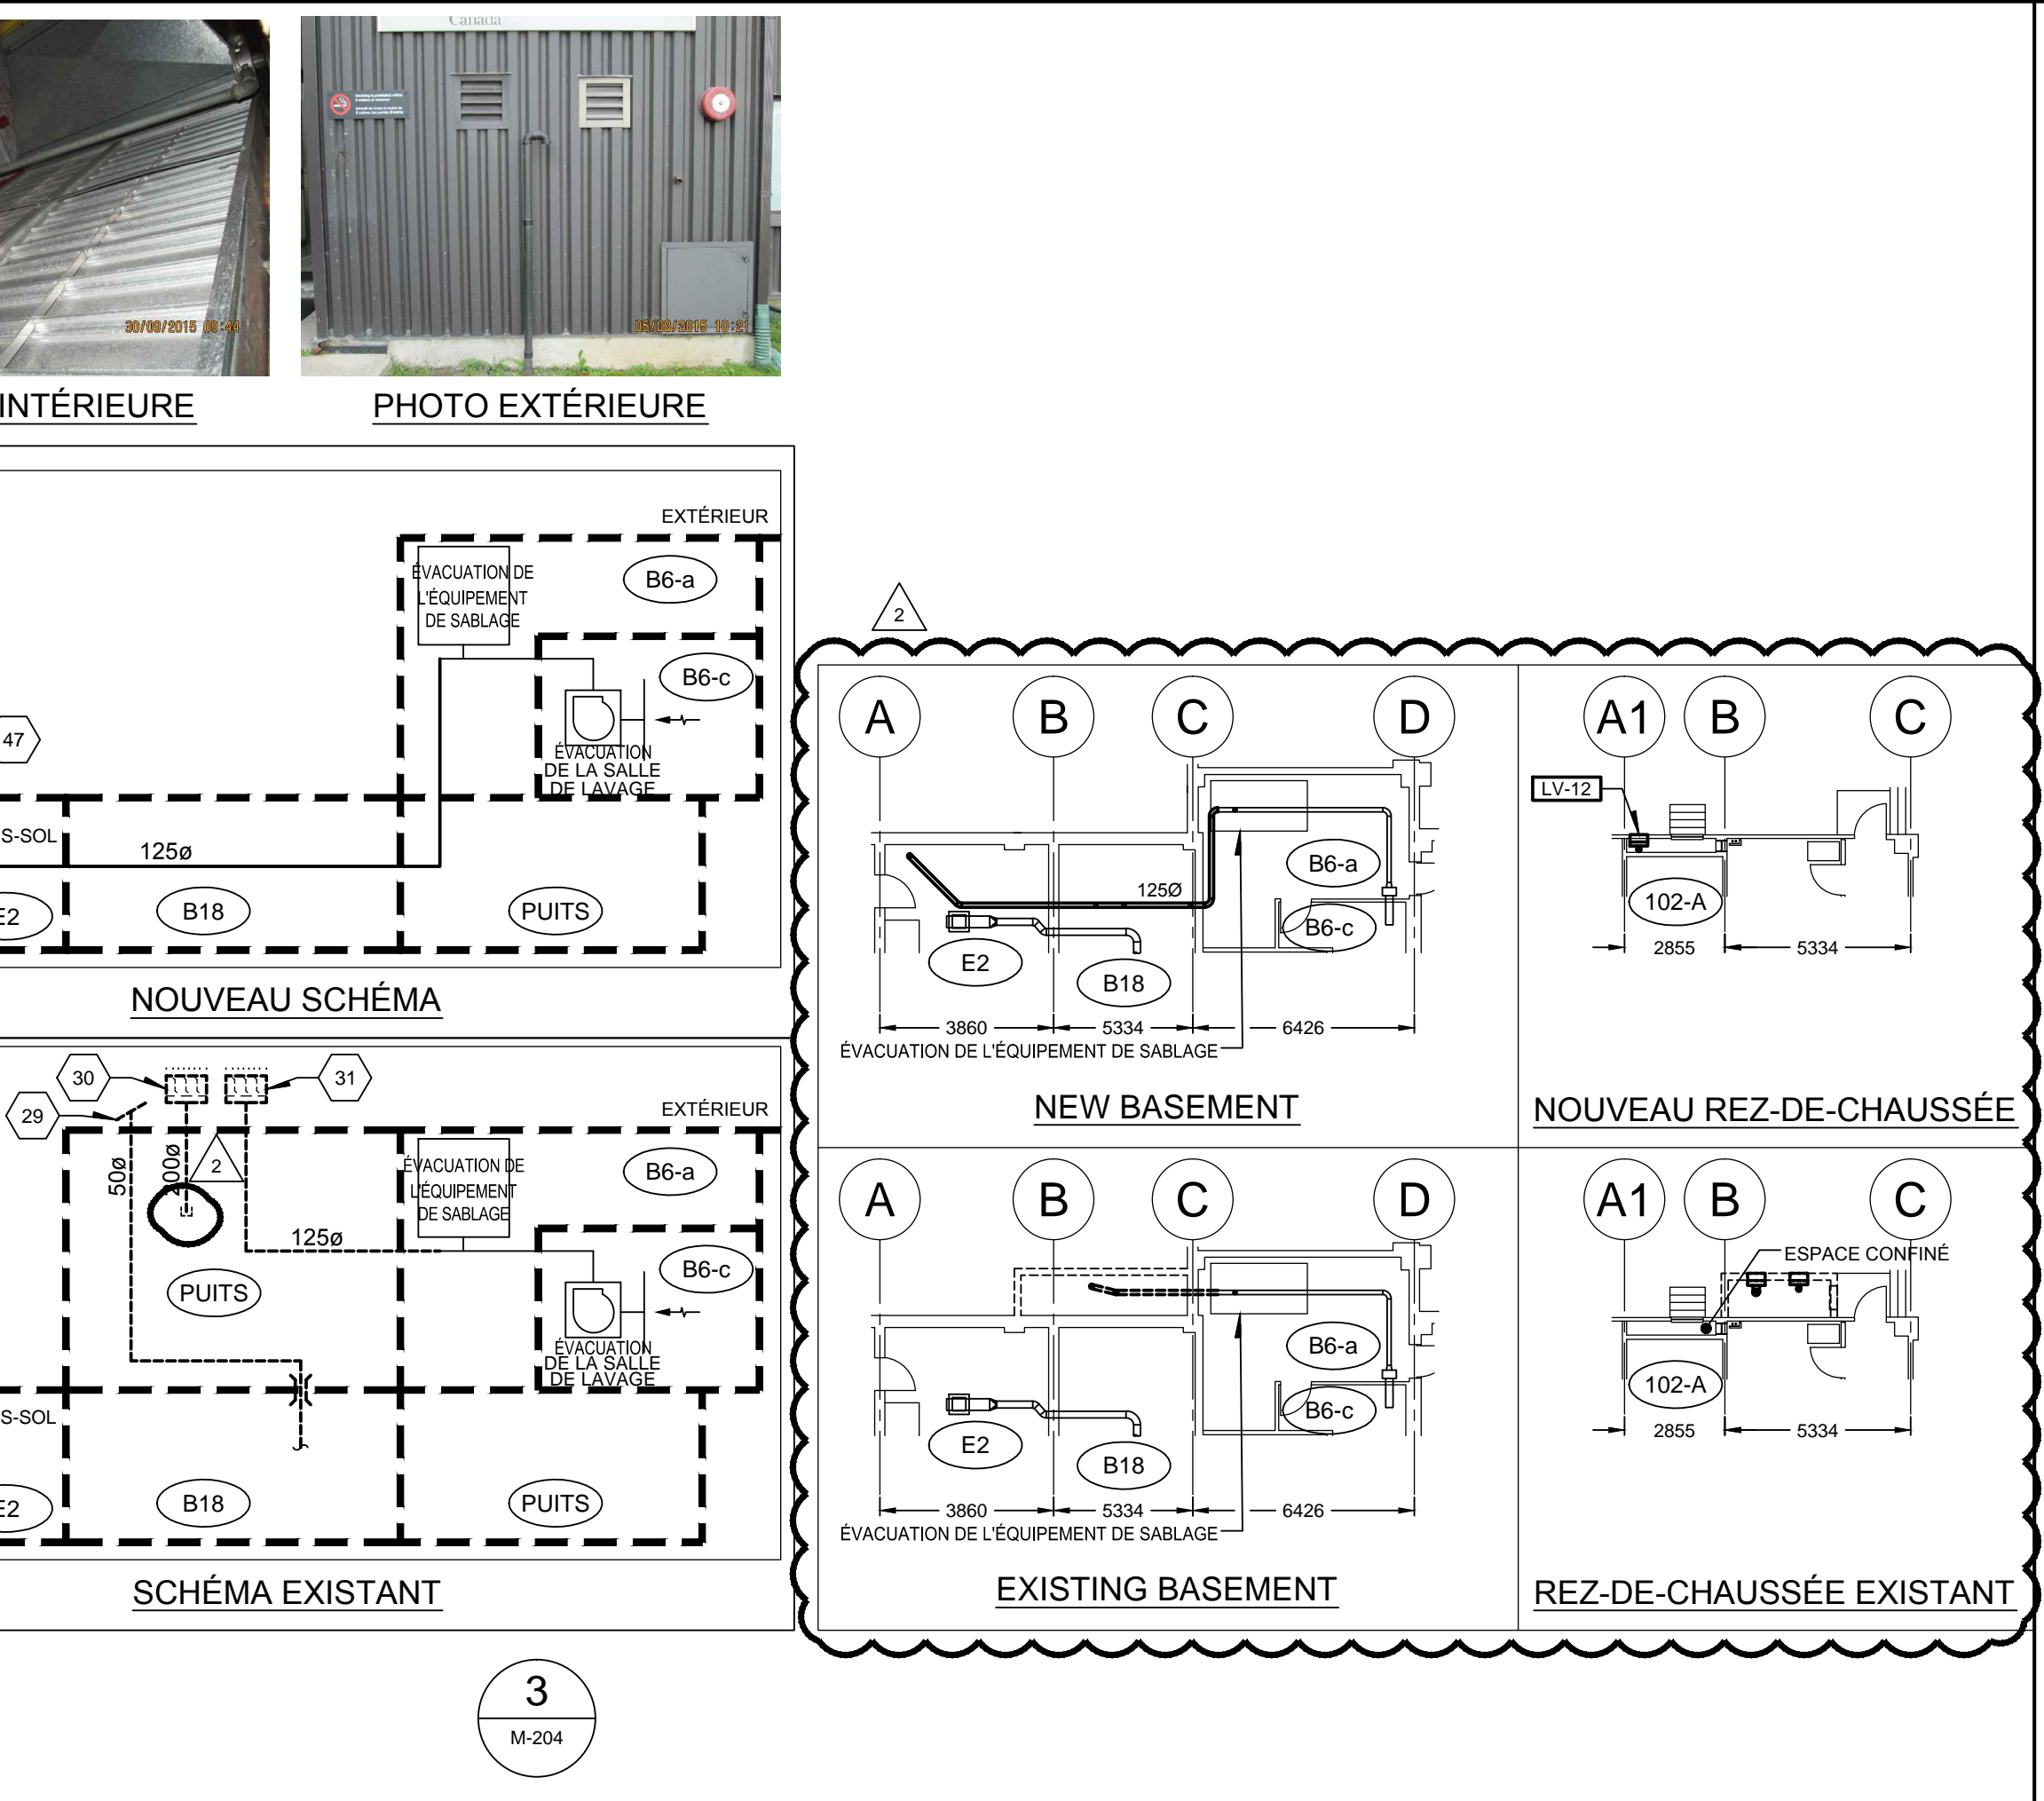 Canada
30/09/2015 09:44
05/09/2015 10:21
INTÉRIEURE
PHOTO EXTÉRIEURE
EXTÉRIEUR
ÉVACUATION DE
L'ÉQUIPEMENT
DE SABLAGE
B6-a
B6-c
47
ÉVACUATION
DE LA SALLE
DE LAVAGE
S-SOL
125ø
E2
B18
PUITS
NOUVEAU SCHÉMA
30
31
29
EXTÉRIEUR
50ø
200ø
2
ÉVACUATION DE
L'ÉQUIPEMENT
DE SABLAGE
B6-a
125ø
B6-c
PUITS
ÉVACUATION
DE LA SALLE
DE LAVAGE
S-SOL
E2
B18
PUITS
SCHÉMA EXISTANT
3
M-204
2
A
B
C
D
B6-a
125Ø
B6-c
E2
B18
3860
5334
6426
ÉVACUATION DE L'ÉQUIPEMENT DE SABLAGE
NEW BASEMENT
A1
B
C
LV-12
102-A
2855
5334
NOUVEAU REZ-DE-CHAUSSÉE
A
B
C
D
B6-a
B6-c
E2
B18
3860
5334
6426
ÉVACUATION DE L'ÉQUIPEMENT DE SABLAGE
EXISTING BASEMENT
A1
B
C
ESPACE CONFINÉ
102-A
2855
5334
REZ-DE-CHAUSSÉE EXISTANT